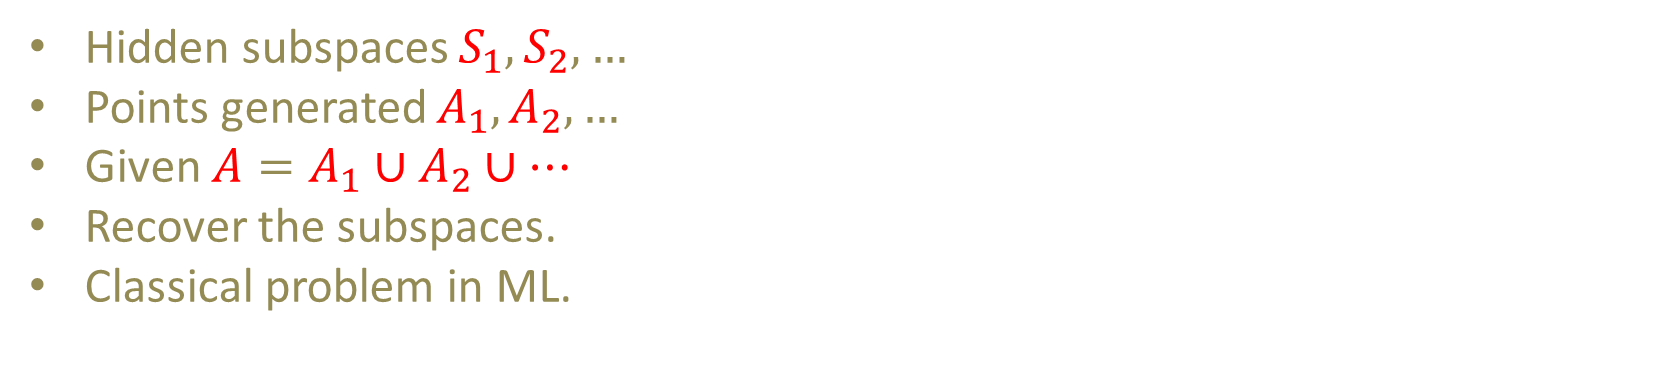 • Hidden subspaces S₁, S₂, ...
• Points generated A₁, A₂, ...
• Given A = A₁ ∪ A₂ ∪ ⋯
• Recover the subspaces.
• Classical problem in ML.